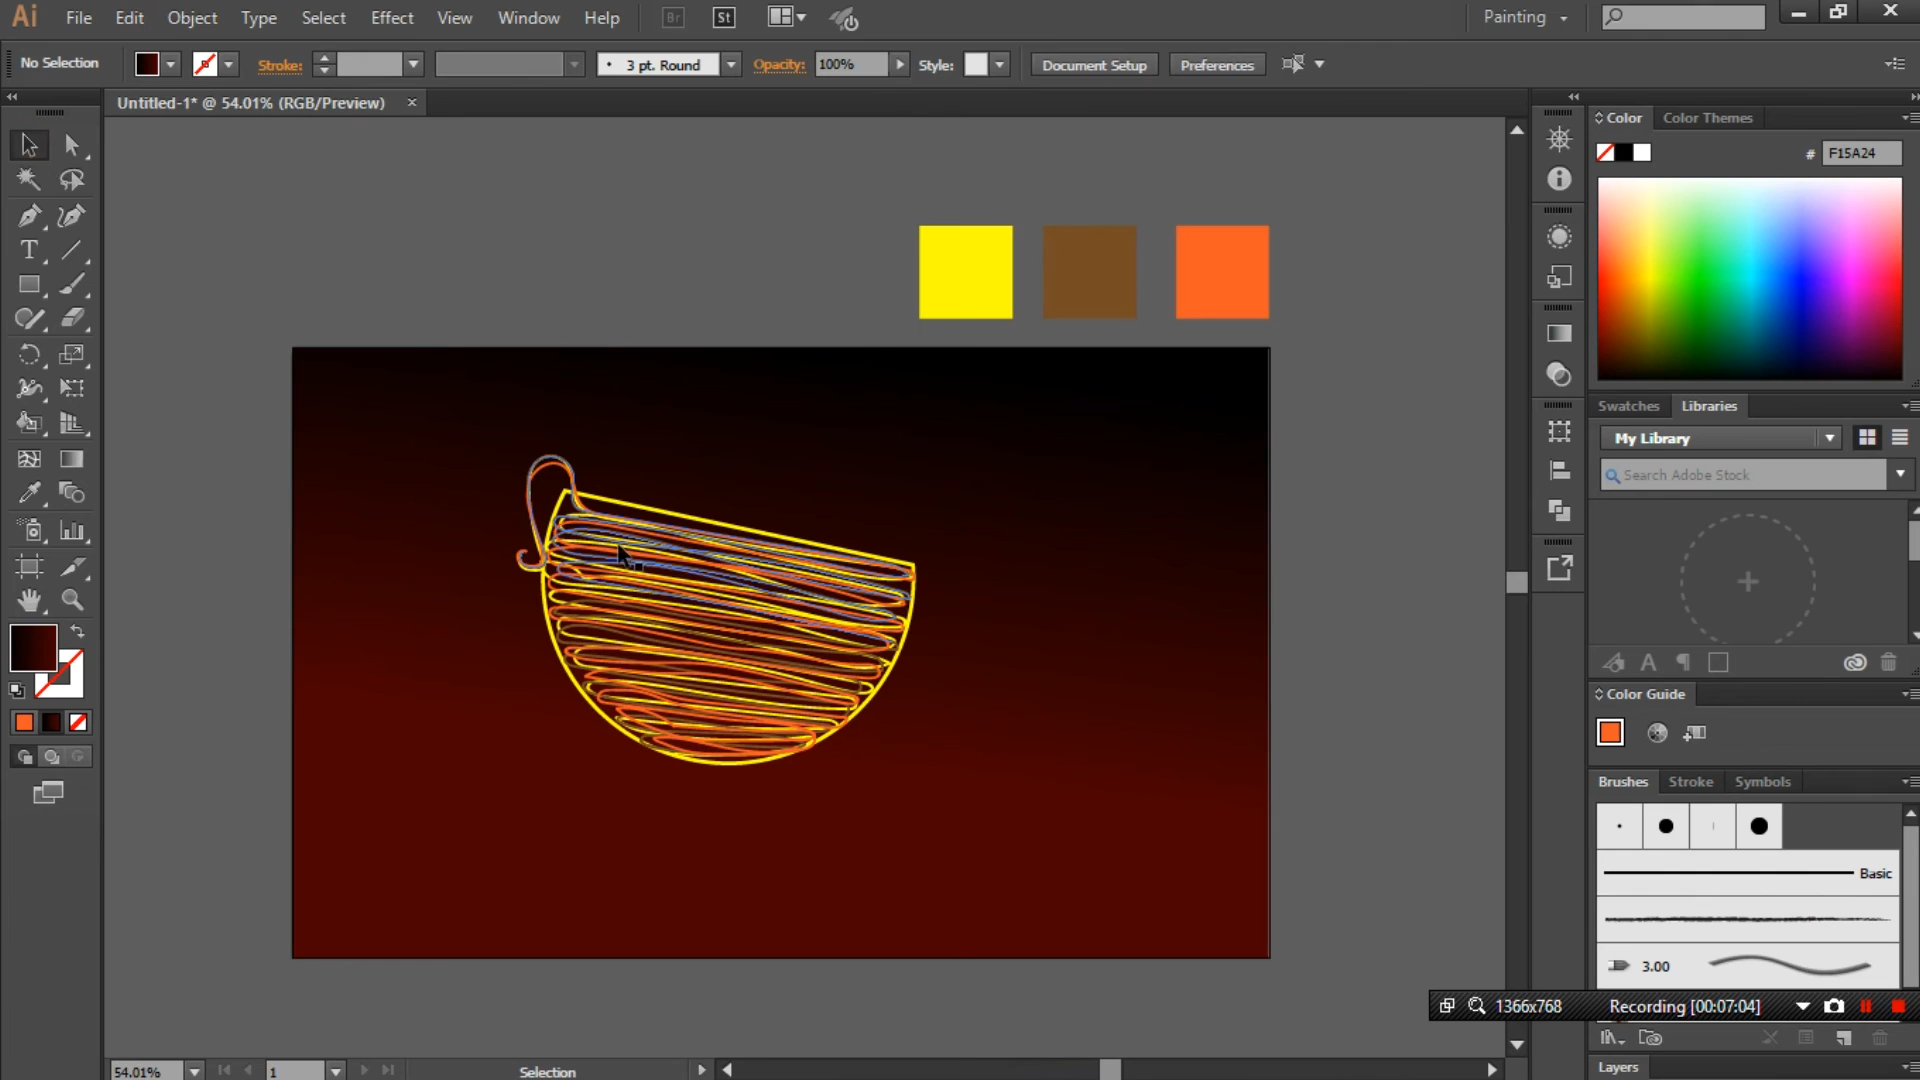 Ai File Edit Object Type Select Effect View Window Help Br St Painting
No Selection Stroke: 3 pt. Round Opacity: 100% Style: Document Setup Preferences
Untitled-1* @ 54.01% (RGB/Preview)
Color Color Themes
# F15A24
Swatches Libraries
My Library
Search Adobe Stock
Color Guide
Brushes Stroke Symbols
Basic
3.00
1366x768 Recording [00:07:04]
Layers
54.01% 1 Selection